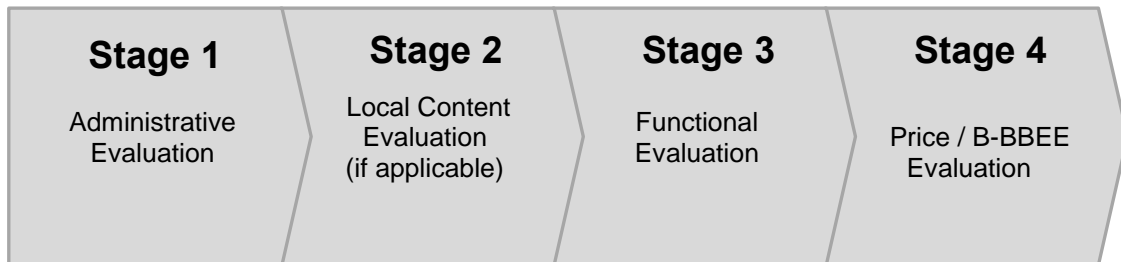 Stage 1
Administrative
Evaluation
Stage 2
Local Content
Evaluation
(if applicable)
Stage 3
Functional
Evaluation
Stage 4
Price / B-BBEE
Evaluation